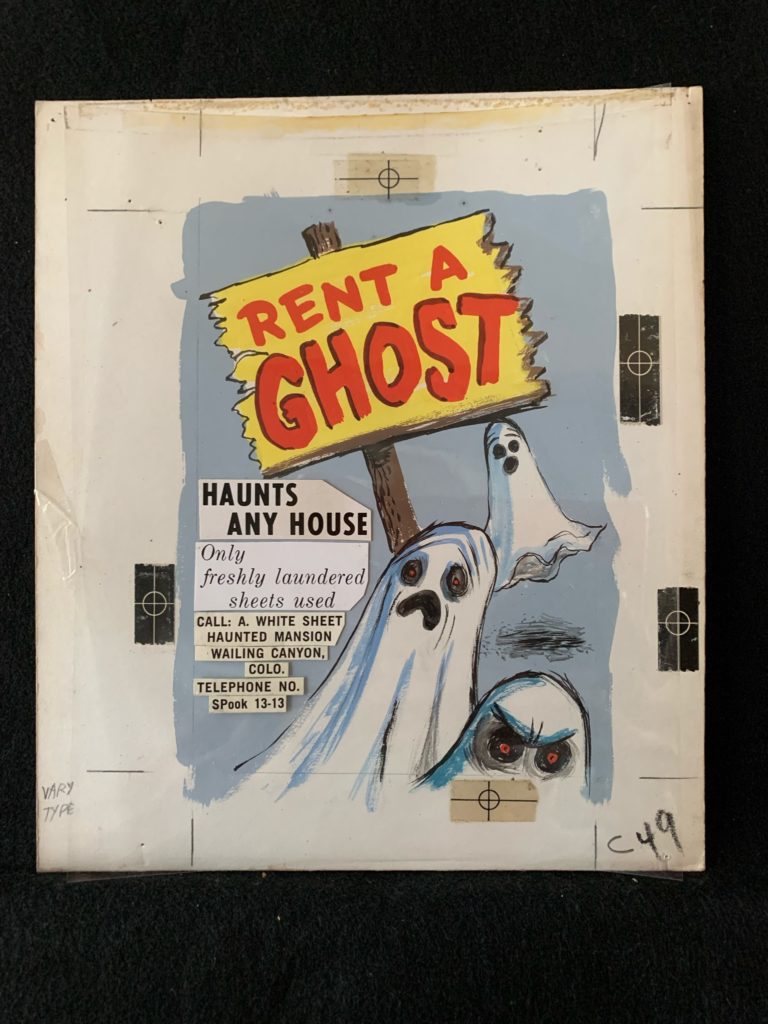 RENT A
GHOST
HAUNTS
ANY HOUSE
Only
freshly laundered
sheets used
CALL: A. WHITE SHEET
HAUNTED MANSION
WAILING CANYON,
COLO.
TELEPHONE NO.
SPook 13-13
VARY
TYPE
C49